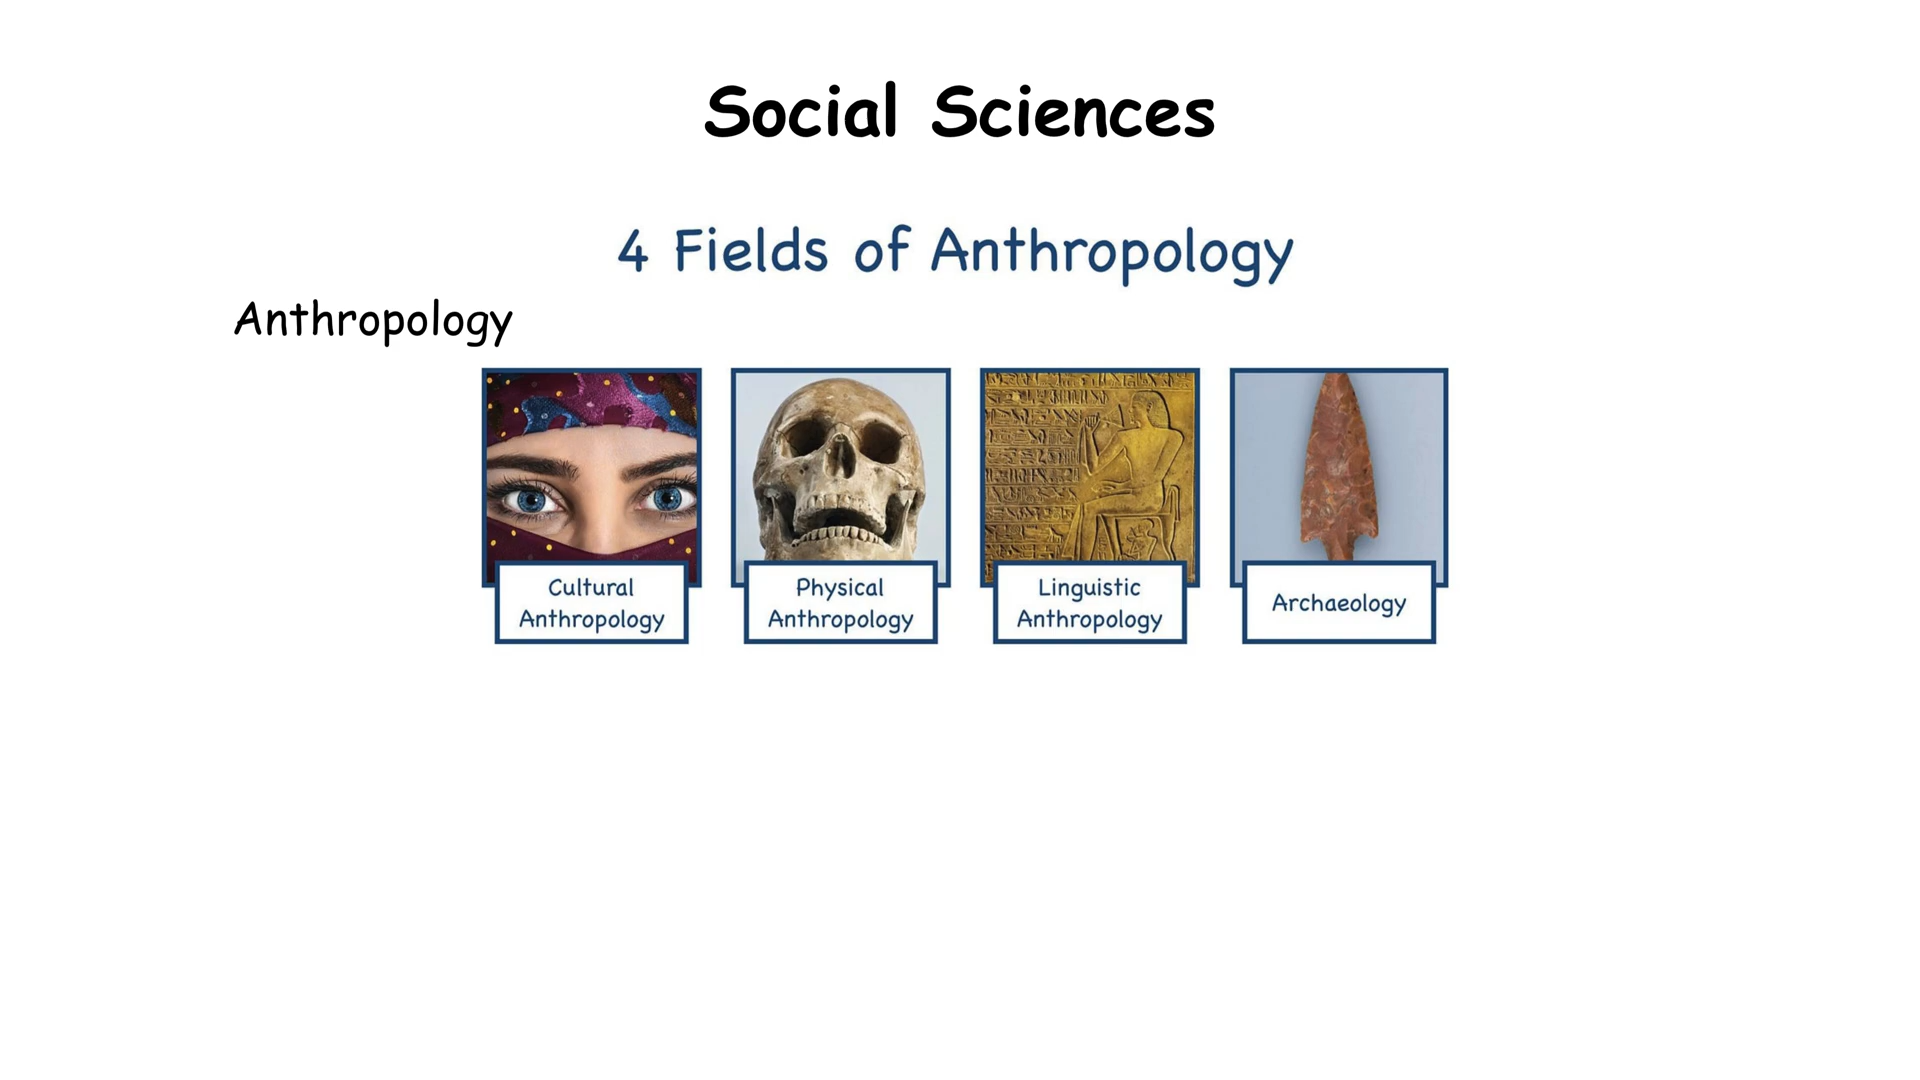 Social Sciences
4 Fields of Anthropology
Anthropology
Cultural
Anthropology
Physical
Anthropology
Linguistic
Anthropology
Archaeology